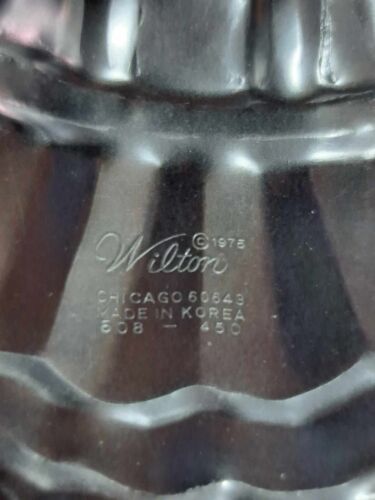 © 1975
Wilton
CHICAGO 60643
MADE IN KOREA
508 - 450